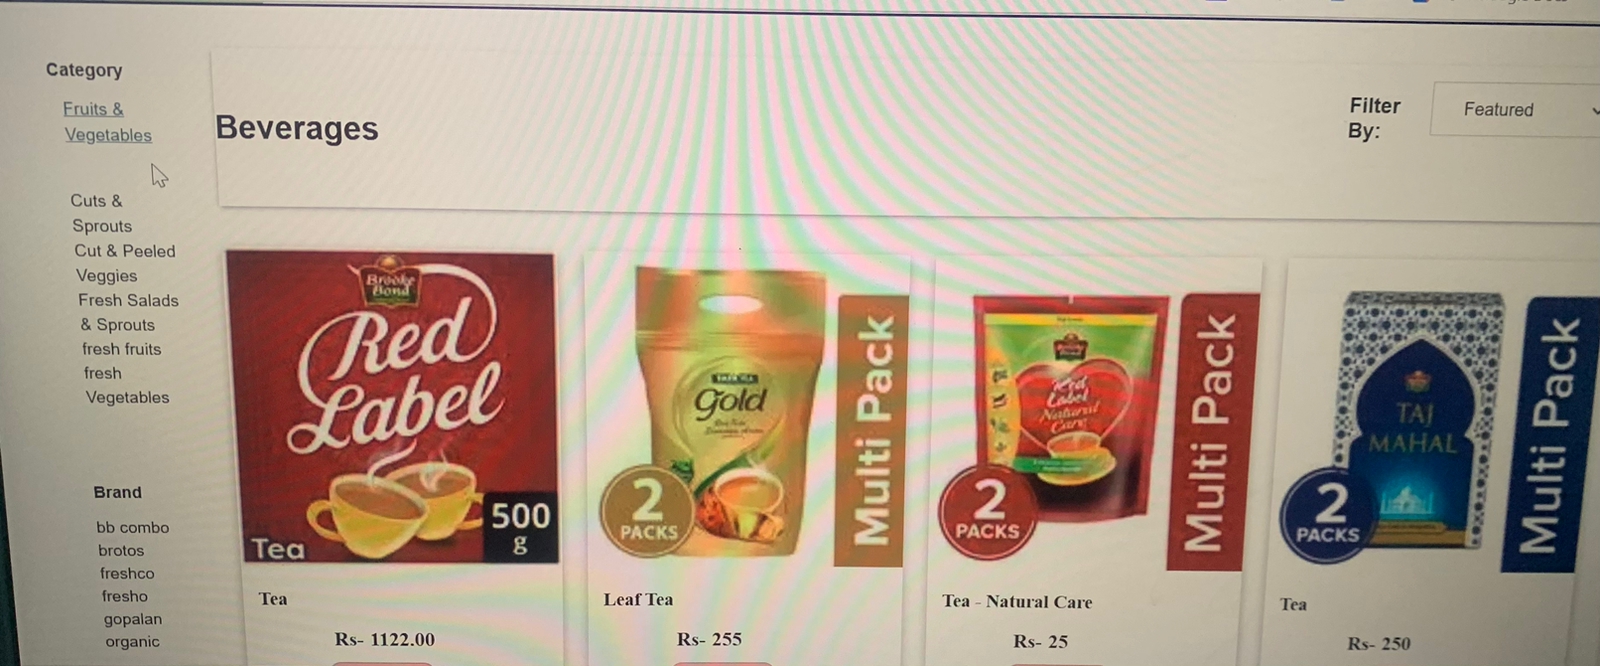 Category
Fruits &
Vegetables
Cuts &
Sprouts
Cut & Peeled
Veggies
Fresh Salads
& Sprouts
fresh fruits
fresh
Vegetables
Brand
bb combo
brotos
freshco
fresho
gopalan
organic
Beverages
Filter
By:
Featured
Brooke
Bond
Red
Label
Tea
500
g
Tea
Rs- 1122.00
TATA TEA
Gold
2
PACKS
Multi Pack
Leaf Tea
Rs- 255
Red
Label
Natural
Care
2
PACKS
Multi Pack
Tea - Natural Care
Rs- 25
TAJ
MAHAL
2
PACKS
Multi Pack
Tea
Rs- 250